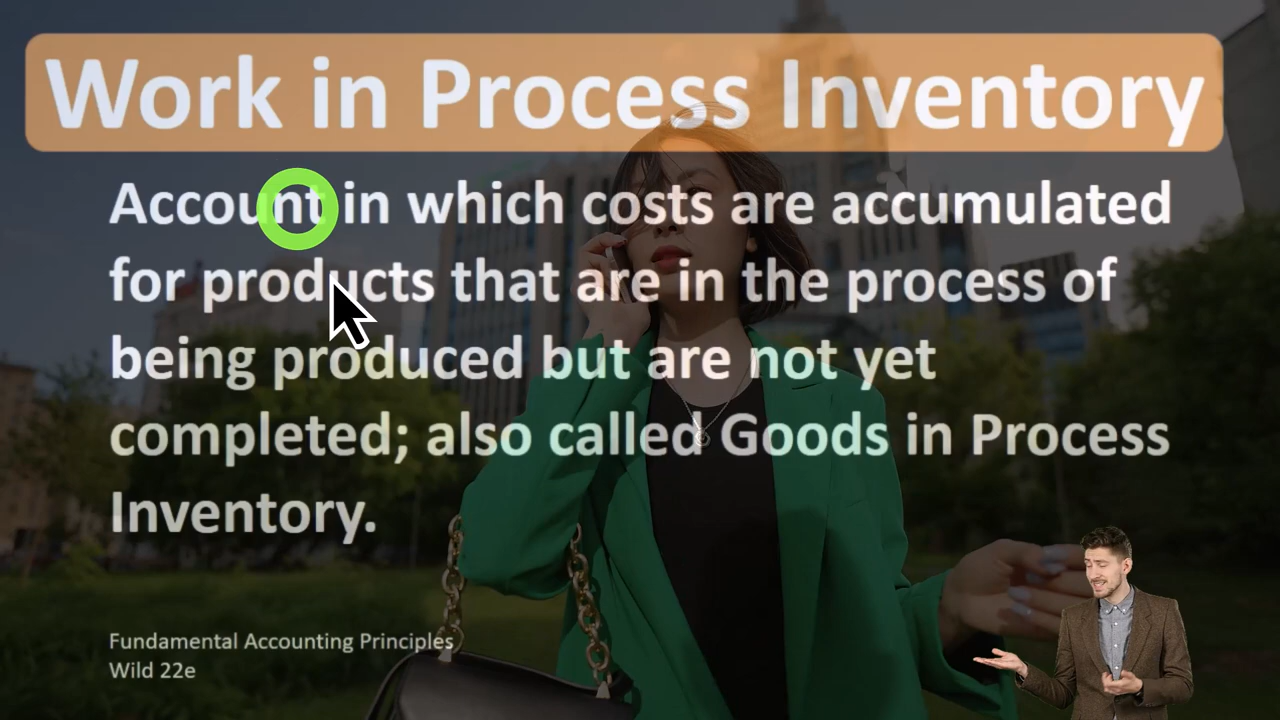 Work in Process Inventory
Account in which costs are accumulated
for products that are in the process of
being produced but are not yet
completed; also called Goods in Process
Inventory.
Fundamental Accounting Principles
Wild 22e